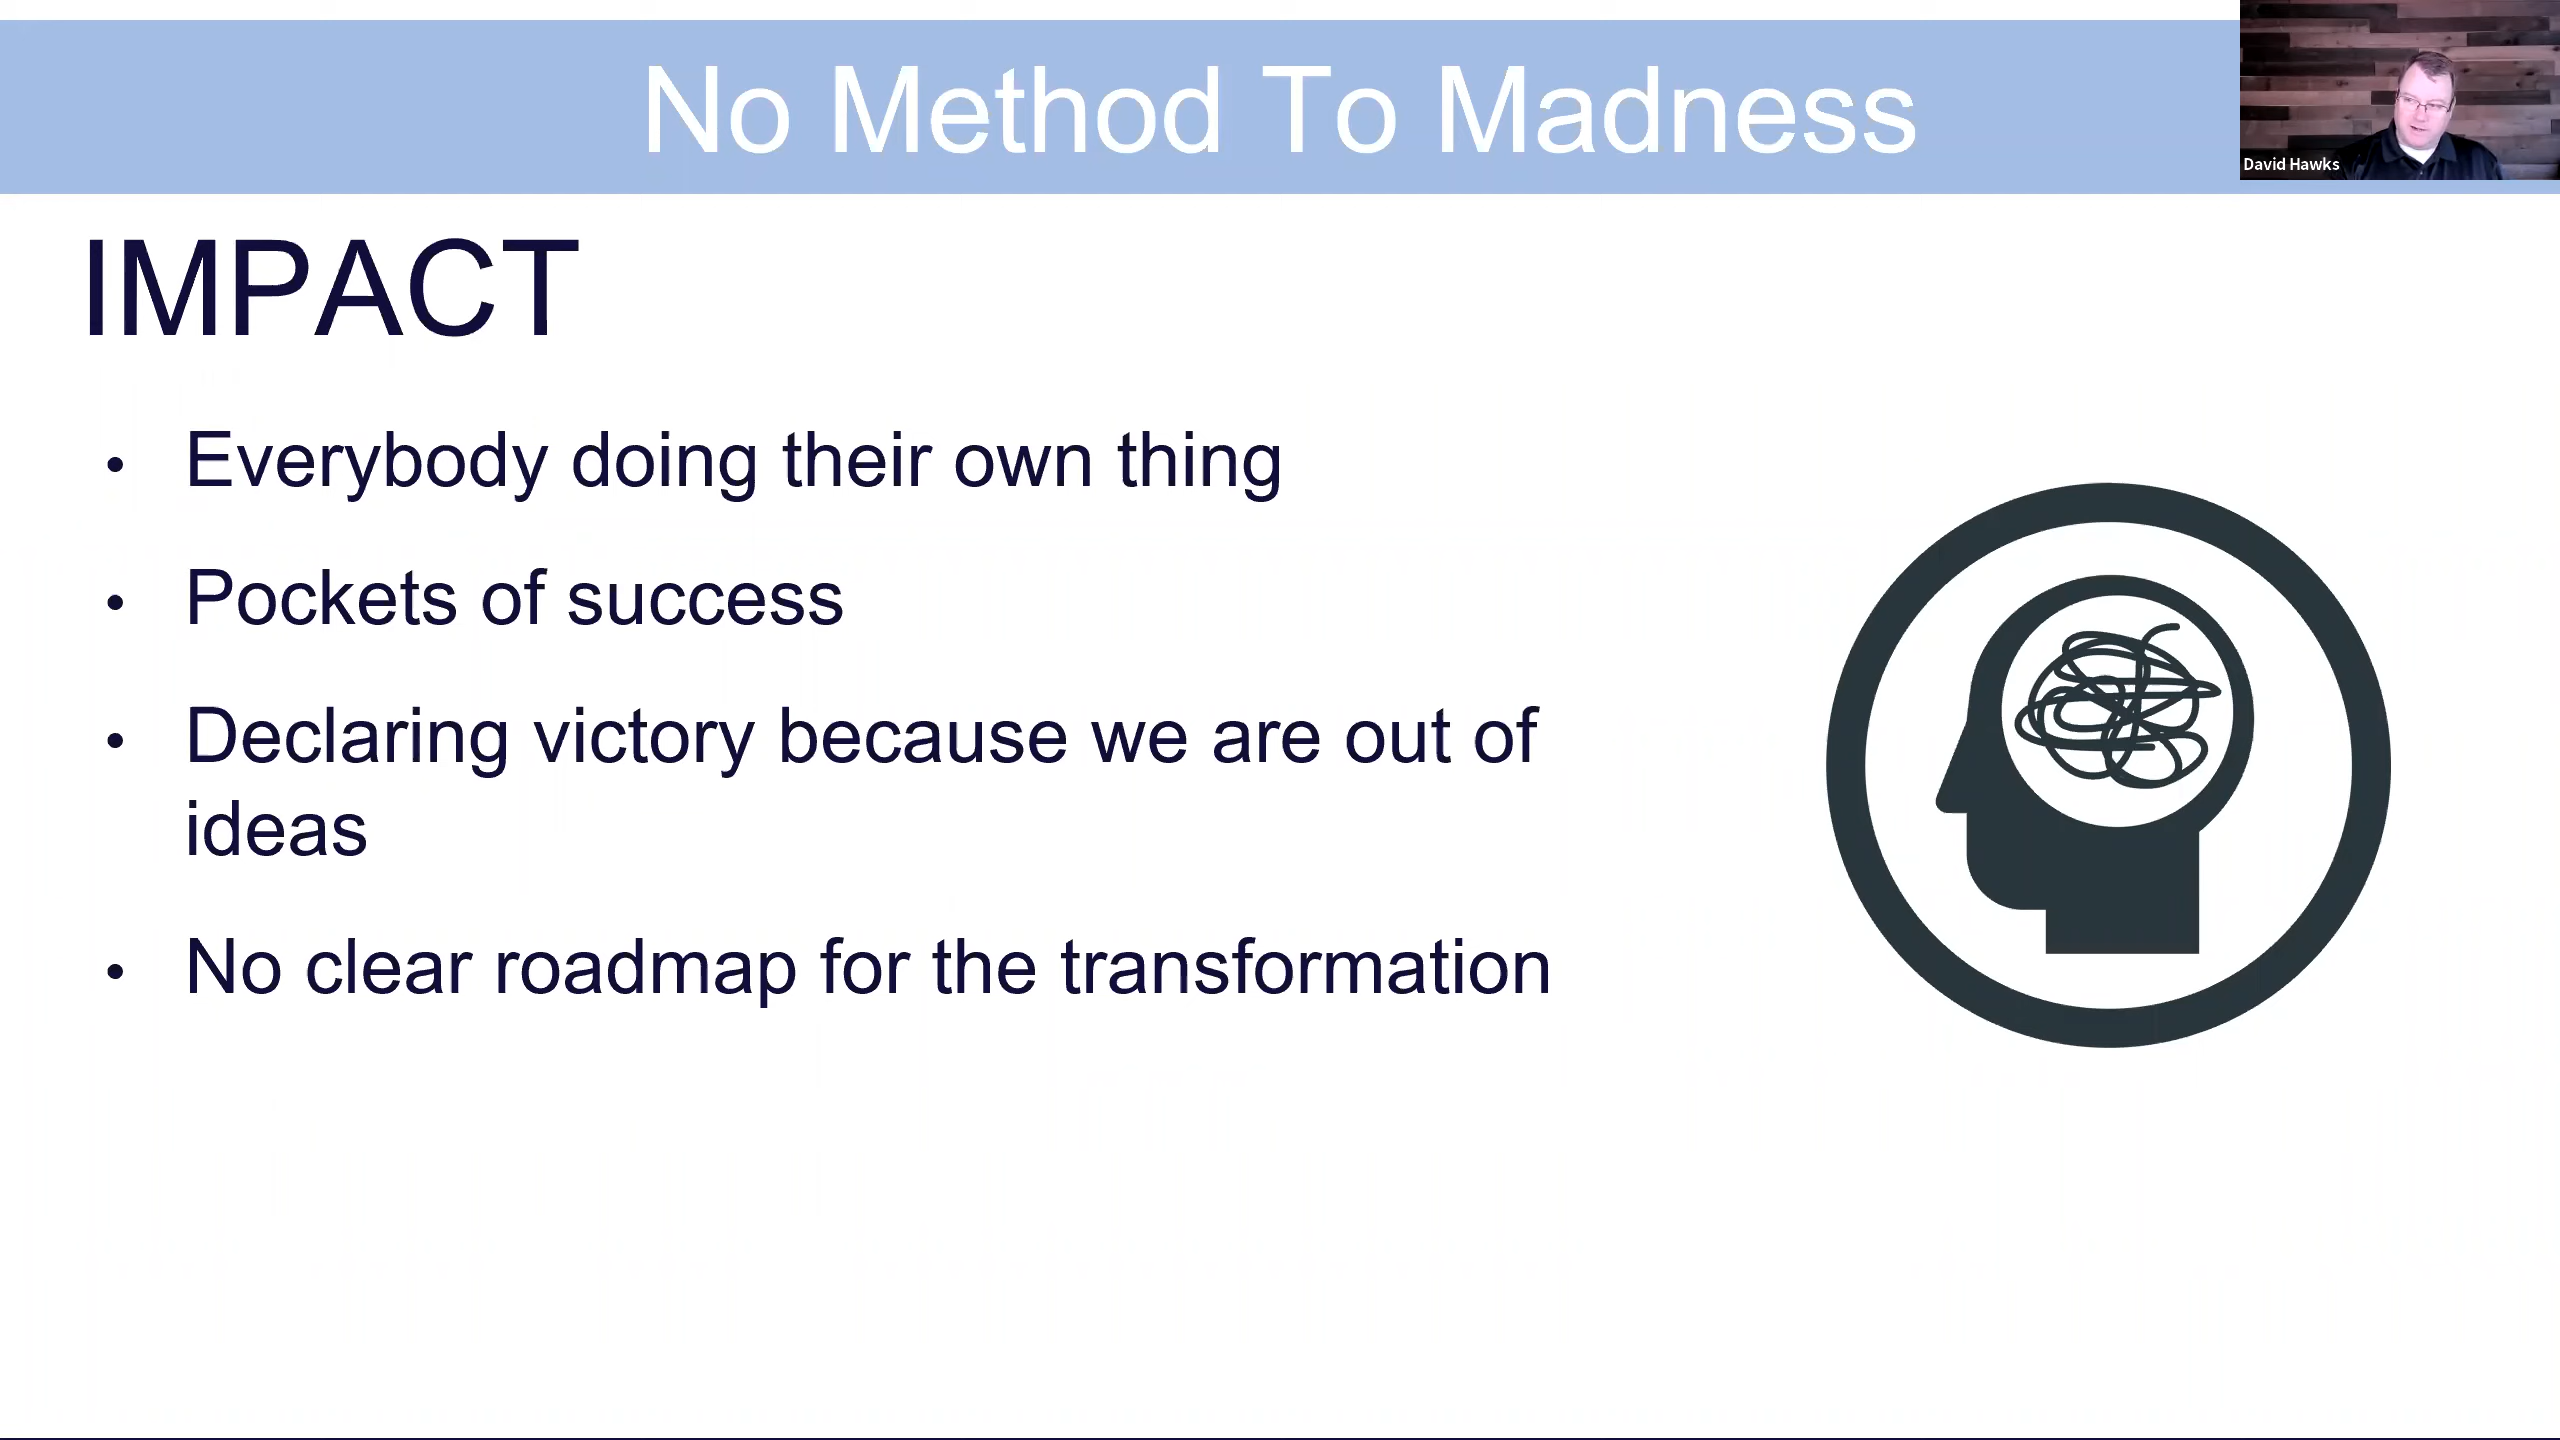 No Method To Madness
David Hawks
IMPACT
• Everybody doing their own thing
• Pockets of success
• Declaring victory because we are out of
ideas
• No clear roadmap for the transformation